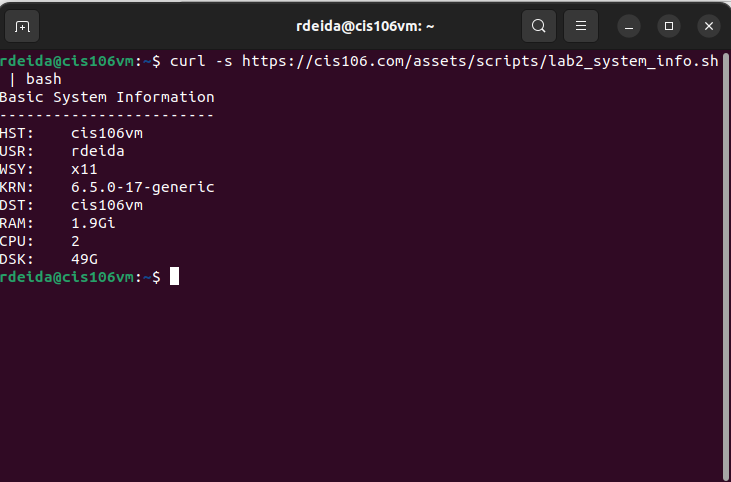 rdeida@cis106vm: ~
rdeida@cis106vm:~$ curl -s https://cis106.com/assets/scripts/lab2_system_info.sh
 | bash
Basic System Information
------------------------
HST:    cis106vm
USR:    rdeida
WSY:    x11
KRN:    6.5.0-17-generic
DST:    cis106vm
RAM:    1.9Gi
CPU:    2
DSK:    49G
rdeida@cis106vm:~$